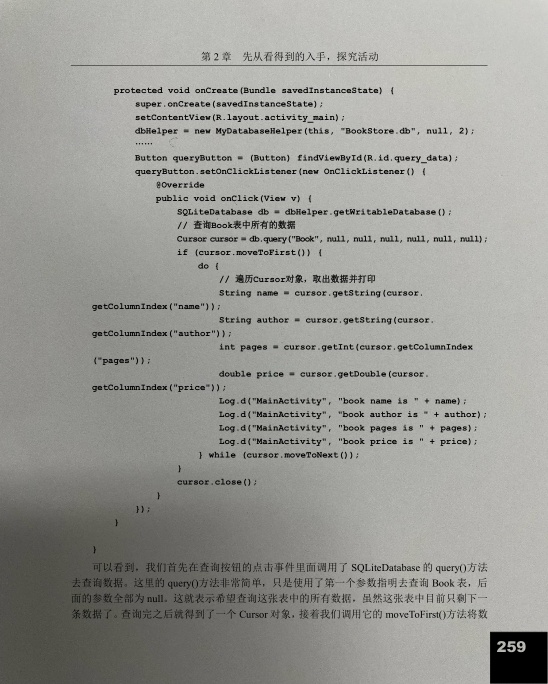 第 2 章 先从看得到的入手，探究活动
protected void onCreate(Bundle savedInstanceState) {
super.onCreate(savedInstanceState);
setContentView(R.layout.activity_main);
dbHelper = new MyDatabaseHelper(this, "BookStore.db", null, 2);
……
Button queryButton = (Button) findViewById(R.id.query_data);
queryButton.setOnClickListener(new OnClickListener() {
@Override
public void onClick(View v) {
SQLiteDatabase db = dbHelper.getWritableDatabase();
// 查询Book表中所有的数据
Cursor cursor = db.query("Book", null, null, null, null, null, null);
if (cursor.moveToFirst()) {
do {
// 遍历Cursor对象，取出数据并打印
String name = cursor.getString(cursor.
getColumnIndex("name"));
String author = cursor.getString(cursor.
getColumnIndex("author"));
int pages = cursor.getInt(cursor.getColumnIndex
("pages"));
double price = cursor.getDouble(cursor.
getColumnIndex("price"));
Log.d("MainActivity", "book name is " + name);
Log.d("MainActivity", "book author is " + author);
Log.d("MainActivity", "book pages is " + pages);
Log.d("MainActivity", "book price is " + price);
} while (cursor.moveToNext());
}
cursor.close();
}
});
}
}
可以看到，我们首先在查询按钮的点击事件里面调用了 SQLiteDatabase 的 query()方法
去查询数据。这里的 query()方法非常简单，只是使用了第一个参数指明去查询 Book 表，后
面的参数全部为 null。这就表示希望查询这张表中的所有数据，虽然这张表中目前只剩下一
条数据了。查询完之后就得到了一个 Cursor 对象，接着我们调用它的 moveToFirst()方法将数
259